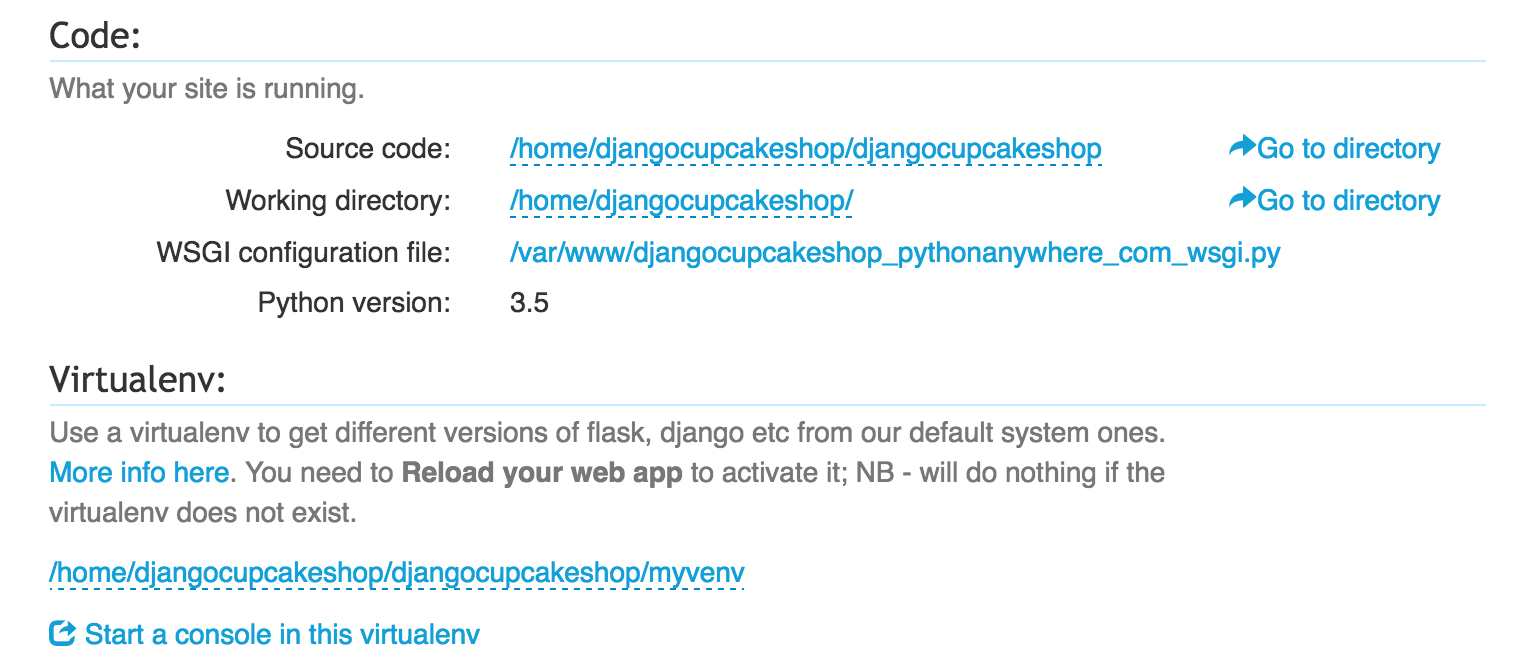 Code:
What your site is running.
Source code: /home/djangocupcakeshop/djangocupcakeshop Go to directory
Working directory: /home/djangocupcakeshop/ Go to directory
WSGI configuration file: /var/www/djangocupcakeshop_pythonanywhere_com_wsgi.py
Python version: 3.5
Virtualenv:
Use a virtualenv to get different versions of flask, django etc from our default system ones.
More info here. You need to Reload your web app to activate it; NB - will do nothing if the
virtualenv does not exist.
/home/djangocupcakeshop/djangocupcakeshop/myvenv
Start a console in this virtualenv